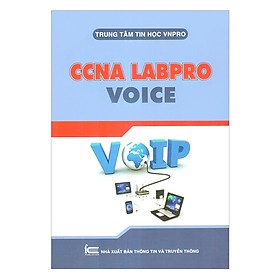 TRUNG TÂM TIN HỌC VNPRO
CCNA LABPRO
VOICE
VOIP
NHÀ XUẤT BẢN THÔNG TIN VÀ TRUYỀN THÔNG